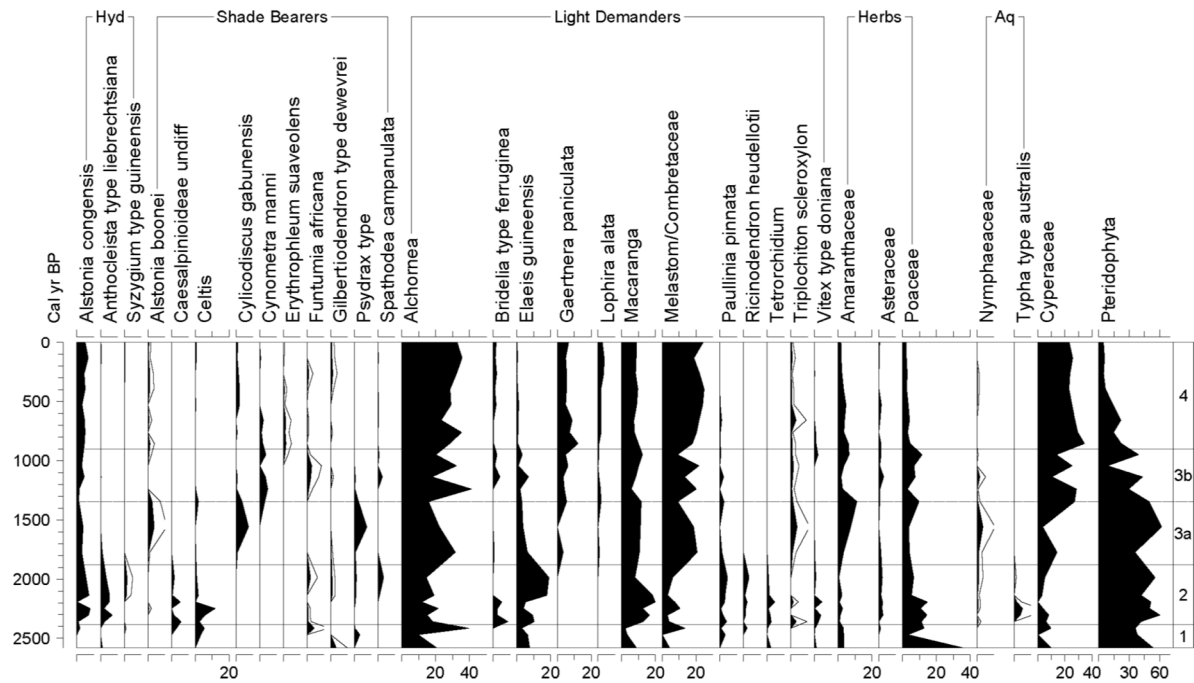 Hyd
Shade Bearers
Light Demanders
Herbs
Aq
Cal yr BP
Alstonia congensis
Anthocleista type liebrechtsiana
Syzygium type guineensis
Alstonia boonei
Caesalpinioideae undiff
Celtis
Cylicodiscus gabunensis
Cynometra manni
Erythrophleum suaveolens
Funtumia africana
Gilbertiodendron type dewevrei
Psydrax type
Spathodea campanulata
Alchornea
Bridelia type ferruginea
Elaeis guineensis
Gaertnera paniculata
Lophira alata
Macaranga
Melastom/Combretaceae
Paullinia pinnata
Ricinodendron heudellotii
Tetrorchidium
Triplochiton scleroxylon
Vitex type doniana
Amaranthaceae
Asteraceae
Poaceae
Nymphaeaceae
Typha type australis
Cyperaceae
Pteridophyta
0
500
1000
1500
2000
2500
4
3b
3a
2
1
20
20 40
20
20
20
20
20
20 40
20 40
30 60